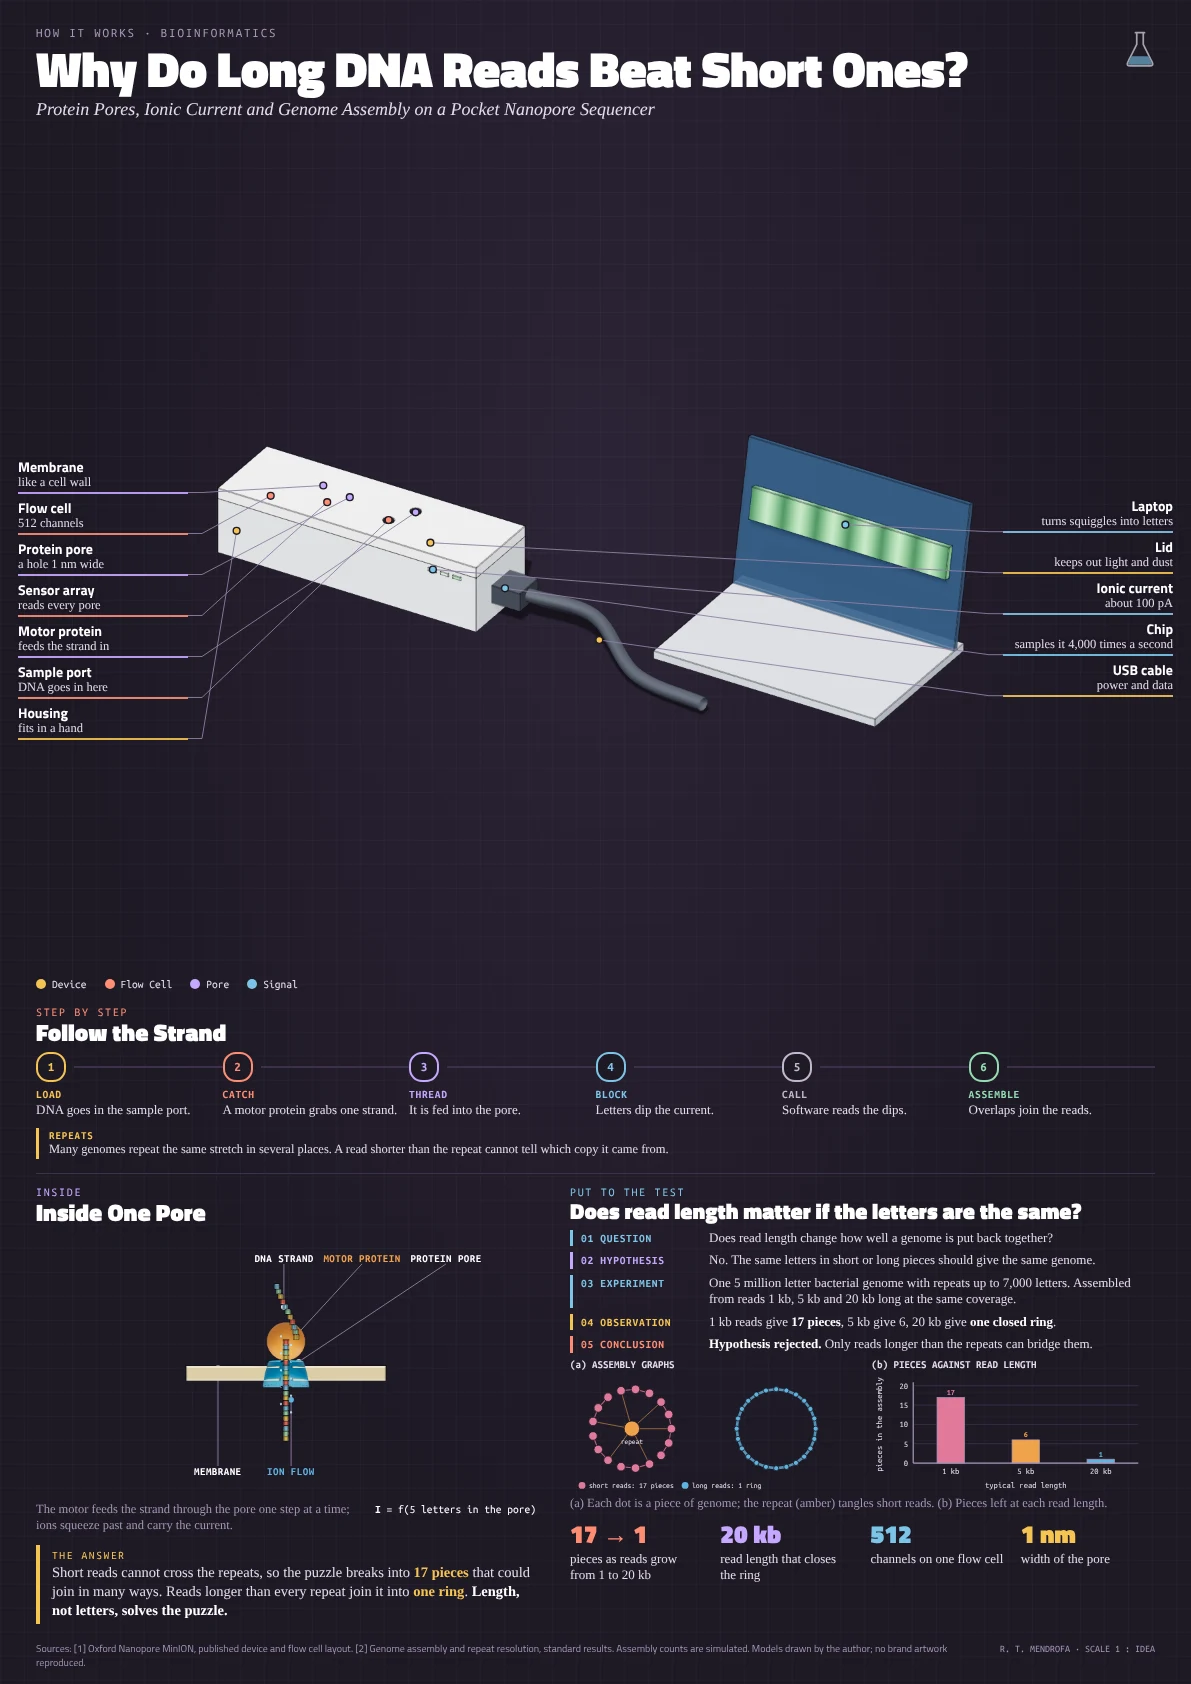 HOW IT WORKS · BIOINFORMATICS
Why Do Long DNA Reads Beat Short Ones?
Protein Pores, Ionic Current and Genome Assembly on a Pocket Nanopore Sequencer
Membrane
like a cell wall
Flow cell
512 channels
Protein pore
a hole 1 nm wide
Sensor array
reads every pore
Motor protein
feeds the strand in
Sample port
DNA goes in here
Housing
fits in a hand
Laptop
turns squiggles into letters
Lid
keeps out light and dust
Ionic current
about 100 pA
Chip
samples it 4,000 times a second
USB cable
power and data
Device Flow Cell Pore Signal
STEP BY STEP
Follow the Strand
1 2 3 4 5 6
LOAD CATCH THREAD BLOCK CALL ASSEMBLE
DNA goes in the sample port. A motor protein grabs one strand. It is fed into the pore. Letters dip the current. Software reads the dips. Overlaps join the reads.
REPEATS
Many genomes repeat the same stretch in several places. A read shorter than the repeat cannot tell which copy it came from.
INSIDE
Inside One Pore
DNA STRAND MOTOR PROTEIN PROTEIN PORE
MEMBRANE ION FLOW
The motor feeds the strand through the pore one step at a time;
ions squeeze past and carry the current.
I = f(5 letters in the pore)
THE ANSWER
Short reads cannot cross the repeats, so the puzzle breaks into 17 pieces that could
join in many ways. Reads longer than every repeat join it into one ring. Length,
not letters, solves the puzzle.
PUT TO THE TEST
Does read length matter if the letters are the same?
01 QUESTION Does read length change how well a genome is put back together?
02 HYPOTHESIS No. The same letters in short or long pieces should give the same genome.
03 EXPERIMENT One 5 million letter bacterial genome with repeats up to 7,000 letters. Assembled
from reads 1 kb, 5 kb and 20 kb long at the same coverage.
04 OBSERVATION 1 kb reads give 17 pieces, 5 kb give 6, 20 kb give one closed ring.
05 CONCLUSION Hypothesis rejected. Only reads longer than the repeats can bridge them.
(a) ASSEMBLY GRAPHS
repeat
short reads: 17 pieces long reads: 1 ring
(b) PIECES AGAINST READ LENGTH
pieces in the assembly
20
15
10
5
0
17
6
1
1 kb 5 kb 20 kb
typical read length
(a) Each dot is a piece of genome; the repeat (amber) tangles short reads. (b) Pieces left at each read length.
17 → 1
pieces as reads grow
from 1 to 20 kb
20 kb
read length that closes
the ring
512
channels on one flow cell
1 nm
width of the pore
Sources: [1] Oxford Nanopore MinION, published device and flow cell layout. [2] Genome assembly and repeat resolution, standard results. Assembly counts are simulated. Models drawn by the author; no brand artwork
reproduced.
R. T. MENDROFA · SCALE 1 : IDEA